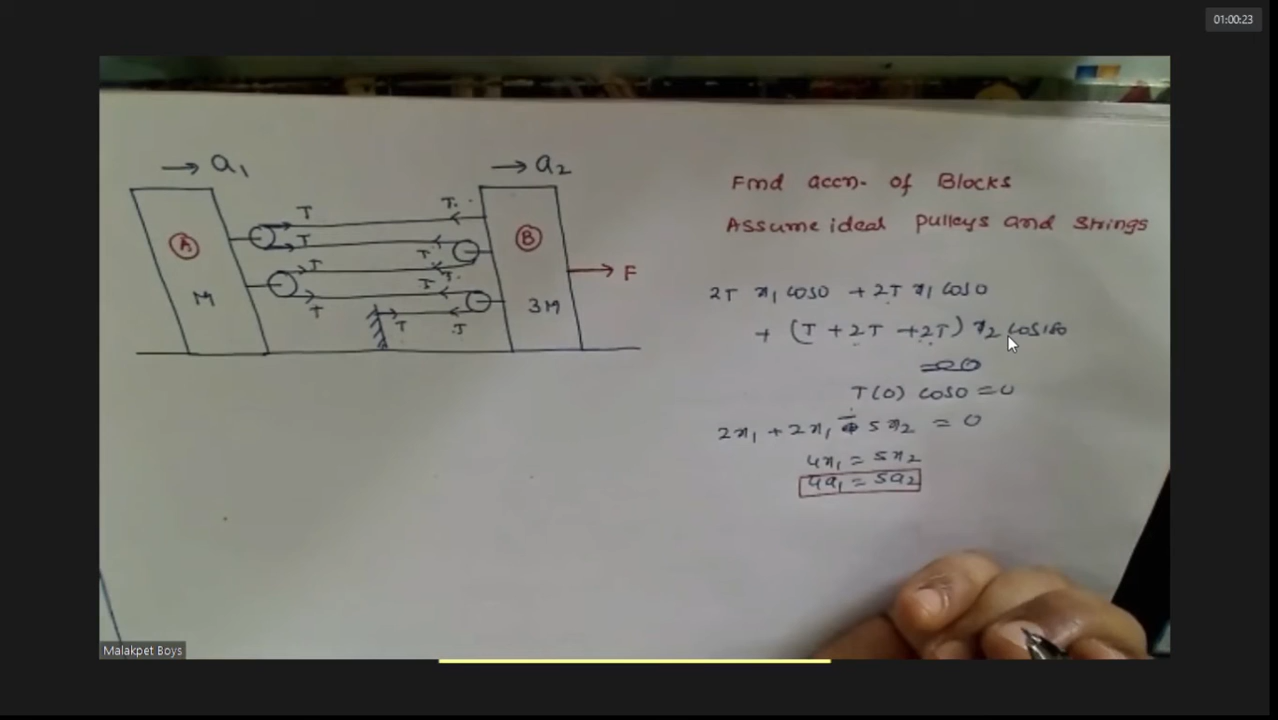 01:00:23
→ a1
→ a2
T
T
Find accn. of Blocks
Assume ideal pulleys and strings
A
T
T
B
T
T
F
M
T
T
3M
T
T
2T x1 cos0 + 2T x1 cos0
+ (T + 2T + 2T) x2 cos180
=0
T(0) cos0 = 0
2x1 + 2x1 - 5x2 = 0
4x1 = 5x2
4a1 = 5a2
Malakpet Boys